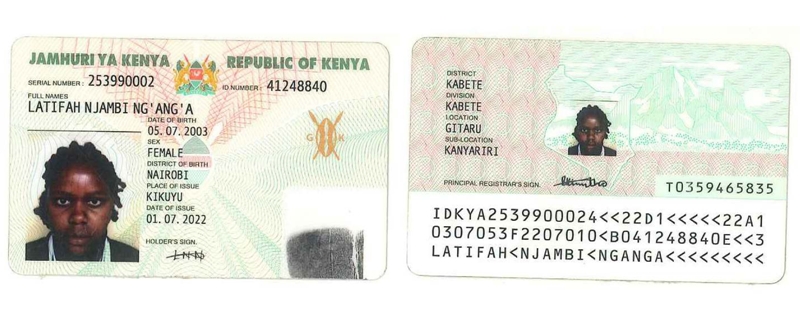 JAMHURI YA KENYA
REPUBLIC OF KENYA
SERIAL NUMBER: 253990002
ID NUMBER: 41248840
FULL NAMES
LATIFAH NJAMBI NG'ANG'A
DATE OF BIRTH
05.07.2003
SEX
FEMALE
DISTRICT OF BIRTH
NAIROBI
PLACE OF ISSUE
KIKUYU
DATE OF ISSUE
01.07.2022
HOLDER'S SIGN.
G K
DISTRICT
KABETE
DIVISION
KABETE
LOCATION
GITARU
SUB-LOCATION
KANYARIRI
PRINCIPAL REGISTRAR'S SIGN.
T0359465835
IDKYA2539900024<<22D1<<<<<22A1
0307053F2207010<B041248840E<<3
LATIFAH<NJAMBI<NGANGA<<<<<<<<<